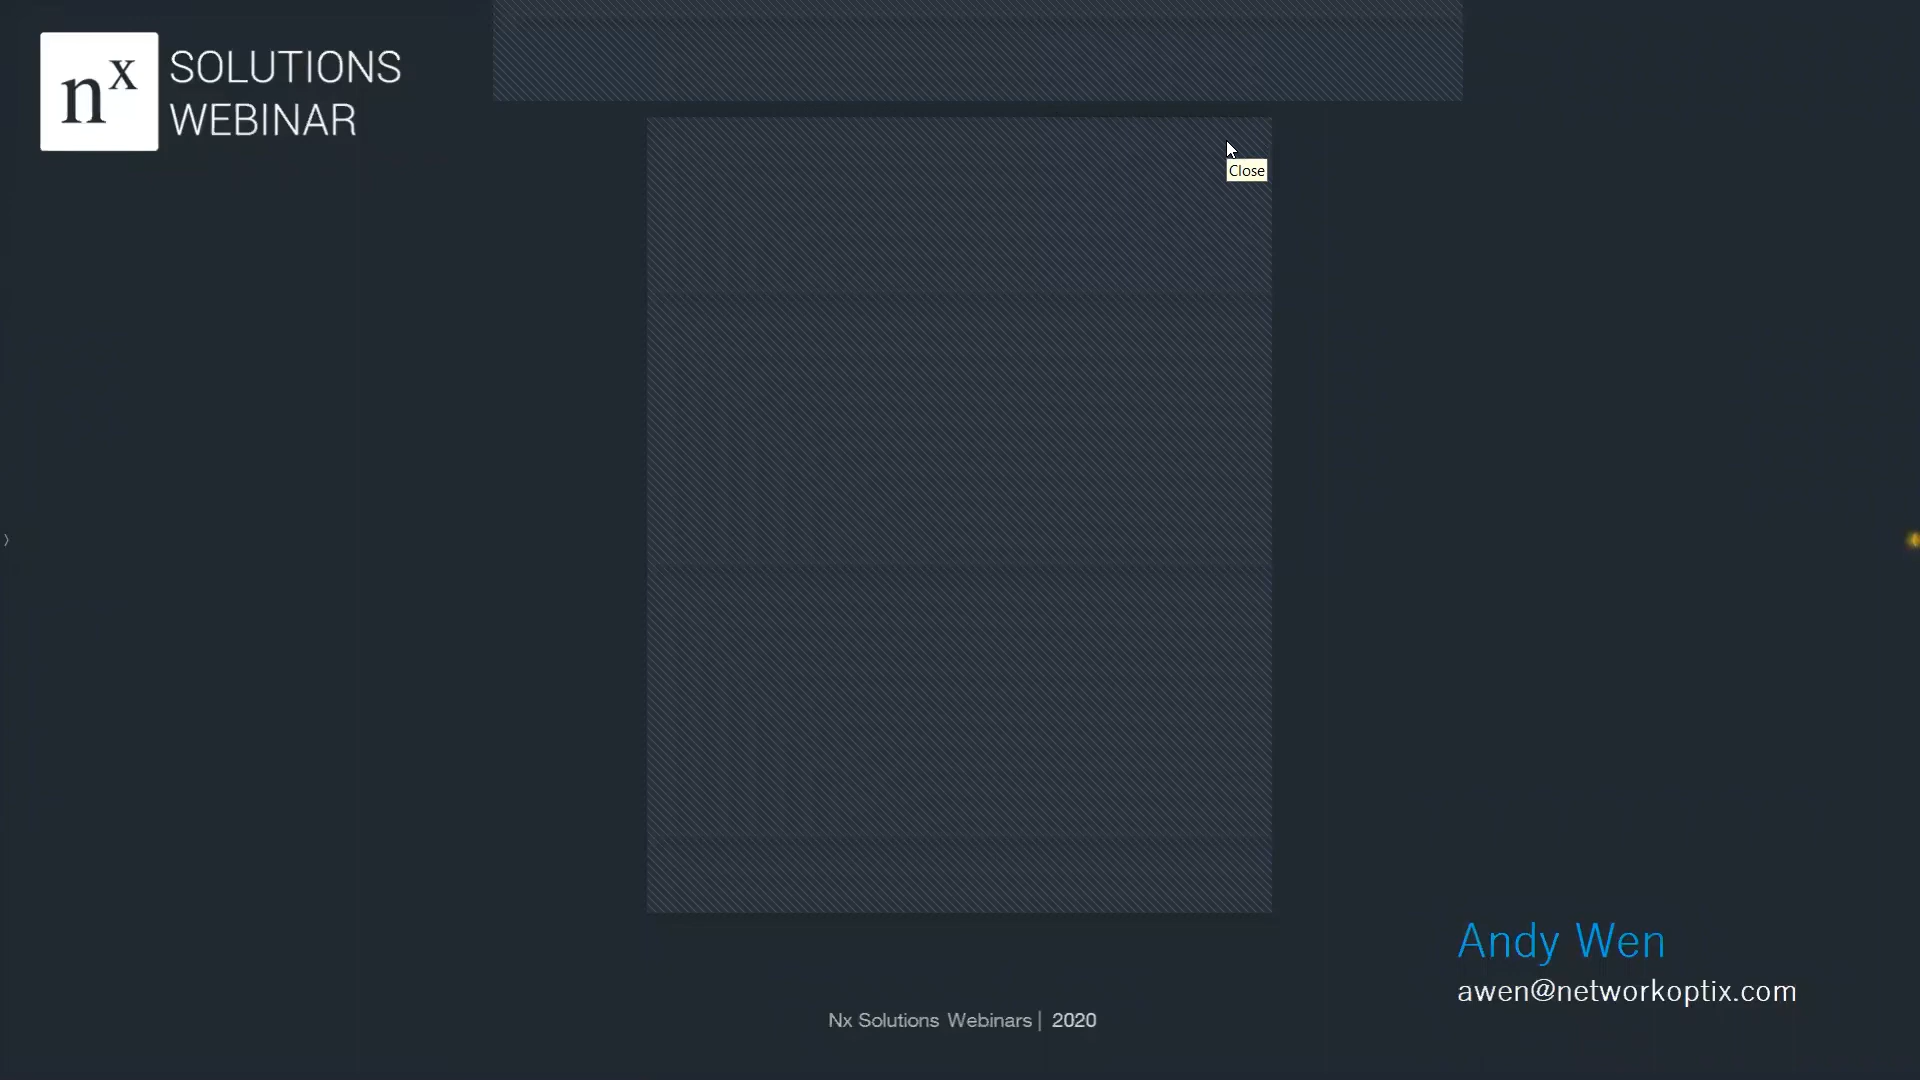 nx
SOLUTIONS
WEBINAR
Close
Andy Wen
awen@networkoptix.com
Nx Solutions Webinars | 2020